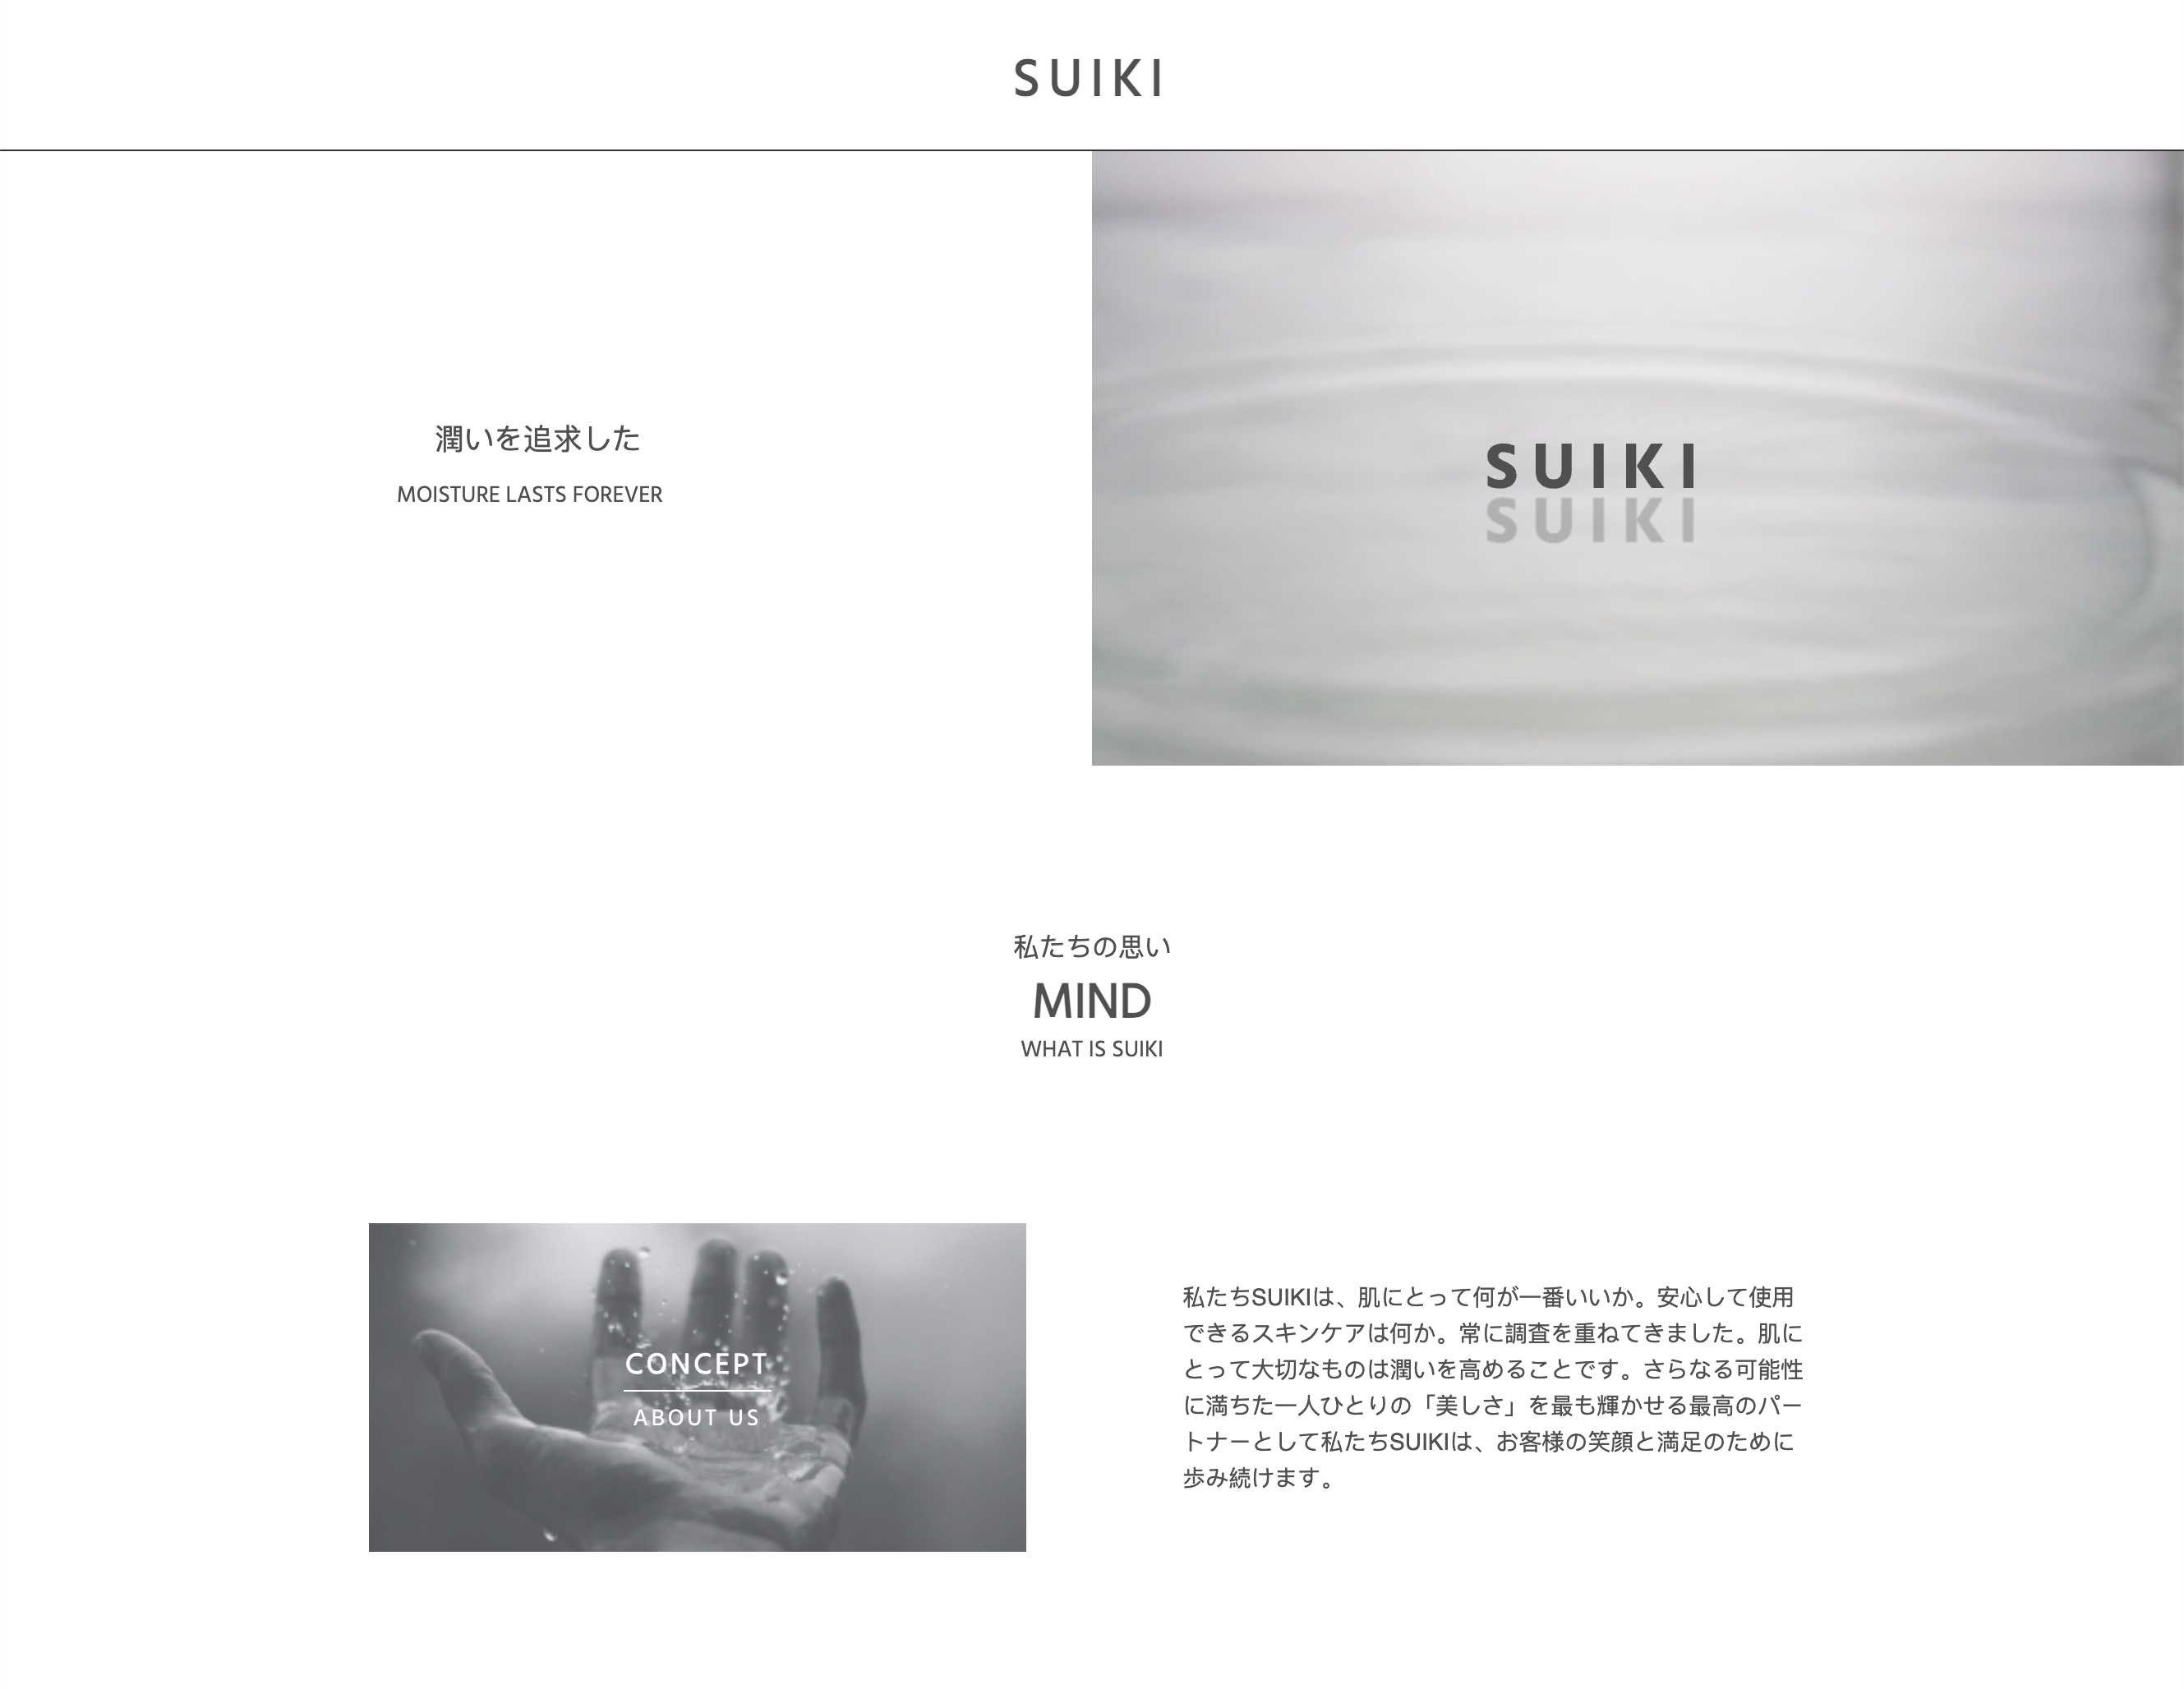 SUIKI
潤いを追求した
MOISTURE LASTS FOREVER
SUIKI
SUIKI
私たちの思い
MIND
WHAT IS SUIKI
CONCEPT
ABOUT US
私たちSUIKIは、肌にとって何が一番いいか。安心して使用
できるスキンケアは何か。常に調査を重ねてきました。肌に
とって大切なものは潤いを高めることです。さらなる可能性
に満ちた一人ひとりの「美しさ」を最も輝かせる最高のパー
トナーとして私たちSUIKIは、お客様の笑顔と満足のために
歩み続けます。